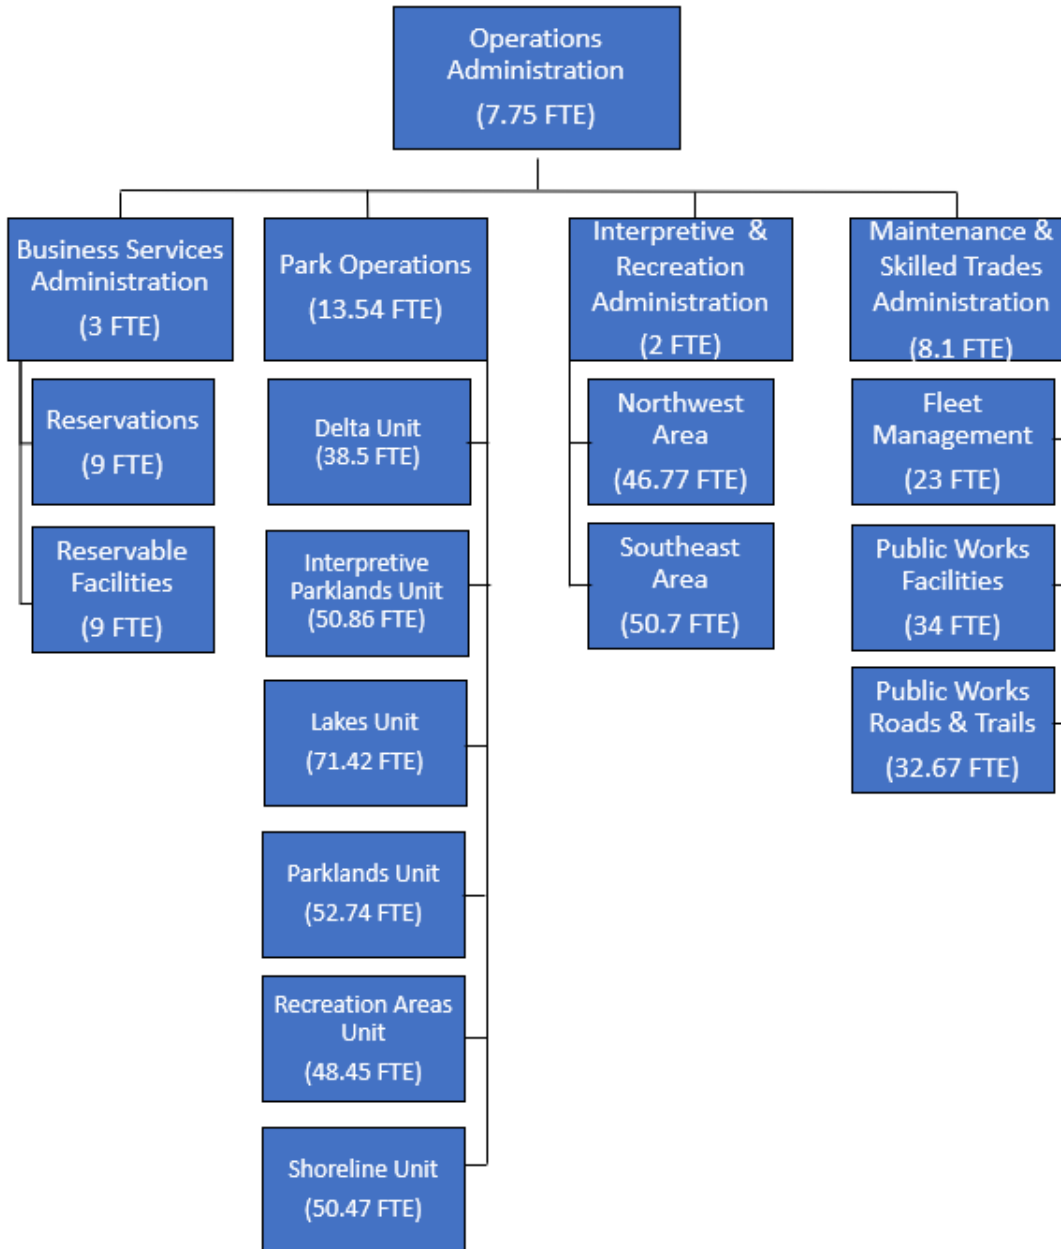 Operations
Administration
(7.75 FTE)
Business Services
Administration
(3 FTE)
Reservations
(9 FTE)
Reservable
Facilities
(9 FTE)
Park Operations
(13.54 FTE)
Delta Unit
(38.5 FTE)
Interpretive
Parklands Unit
(50.86 FTE)
Lakes Unit
(71.42 FTE)
Parklands Unit
(52.74 FTE)
Recreation Areas
Unit
(48.45 FTE)
Shoreline Unit
(50.47 FTE)
Interpretive &
Recreation
Administration
(2 FTE)
Northwest
Area
(46.77 FTE)
Southeast
Area
(50.7 FTE)
Maintenance &
Skilled Trades
Administration
(8.1 FTE)
Fleet
Management
(23 FTE)
Public Works
Facilities
(34 FTE)
Public Works
Roads & Trails
(32.67 FTE)